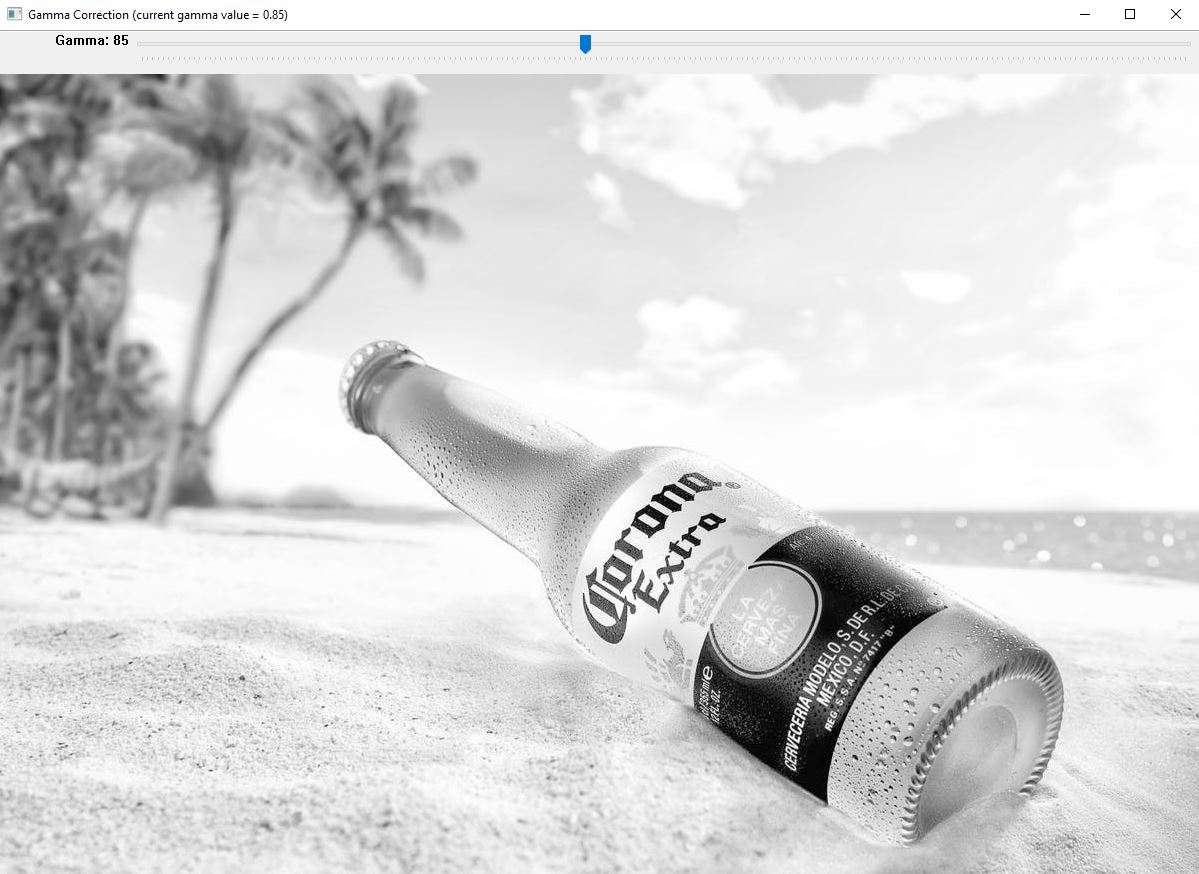 Gamma Correction (current gamma value = 0.85)
Gamma: 85
Corona®
Extra
LA
CERVEZA
MAS
FINA
CERVECERIA MODELO, S. DE R.L. DE C.V.
MEXICO, D.F.
REG. S.S.A. Nº 7417 "B"
355 ml e
12 FL. OZ.